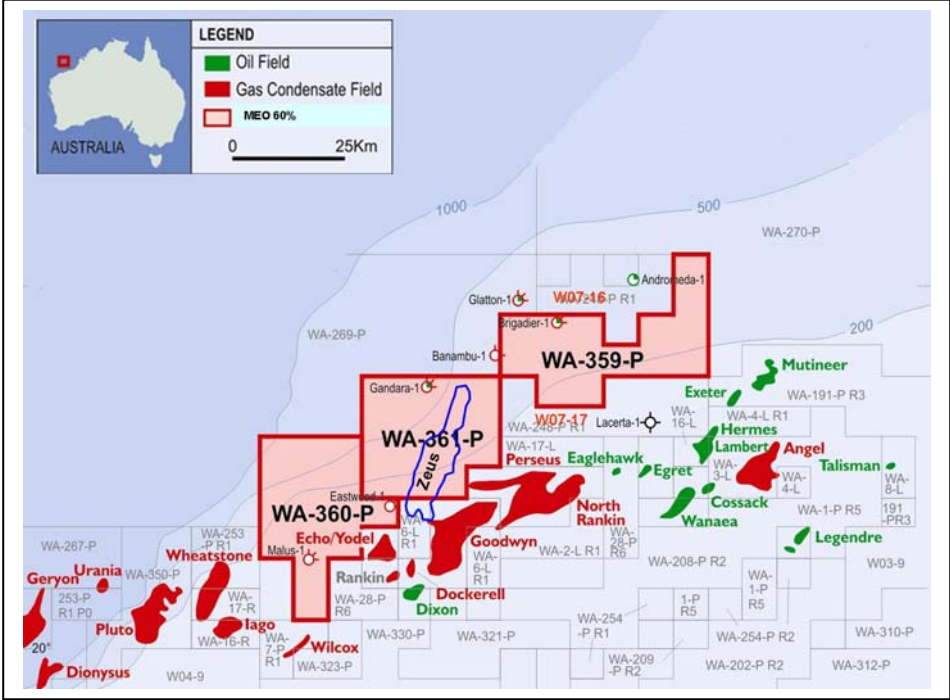 LEGEND
Oil Field
Gas Condensate Field
MEO 60%
0 25Km
AUSTRALIA
1000
500
WA-270-P
Andromeda-1
Glatton-1
W07-16
Brigadier-1
WA-269-P
200
Banambu-1
WA-359-P
Mutineer
Gandara-1
Exeter
WA-191-P R3
W07-17
WA-248-P R1
Lacerta-1
WA-16-L
WA-4-L R1
Hermes
WA-361-P
Zeus
WA-17-L
Lambert
Angel
Perseus
Eaglehawk
Egret
WA-3-L
WA-4-L
Talisman
WA-8-L
Eastwood-1
WA-360-P
North
Rankin
Cossack
Wanaea
WA-1-P R5
191
-PR3
WA-6-L R1
Echo/Yodel
Goodwyn
WA-28-P R6
Legendre
WA-267-P
WA-253
-P R1
Wheatstone
Malus-1
WA-6-L R1
WA-2-L R1
WA-208-P R2
W03-9
Geryon
Urania
WA-350-P
Rankin
Dockerell
253-P
R1 P0
WA-17-R
WA-28-P R6
Dixon
1-P
R5
WA-1-P R5
Pluto
Iago
WA-16-R
WA-7-P R1
Wilcox
WA-330-P
WA-321-P
WA-254
-P R1
WA-254-P R2
WA-310-P
20°
Dionysus
W04-9
WA-323-P
WA-209
-P R2
WA-202-P R2
WA-312-P